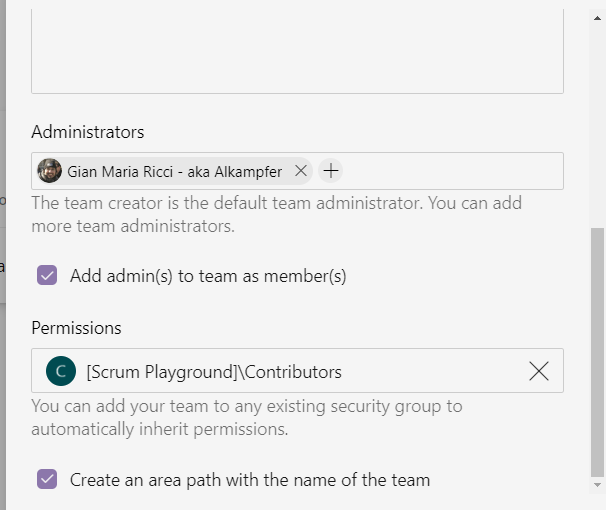 Administrators
Gian Maria Ricci - aka Alkampfer
The team creator is the default team administrator. You can add
more team administrators.
Add admin(s) to team as member(s)
Permissions
C [Scrum Playground]\Contributors
You can add your team to any existing security group to
automatically inherit permissions.
Create an area path with the name of the team